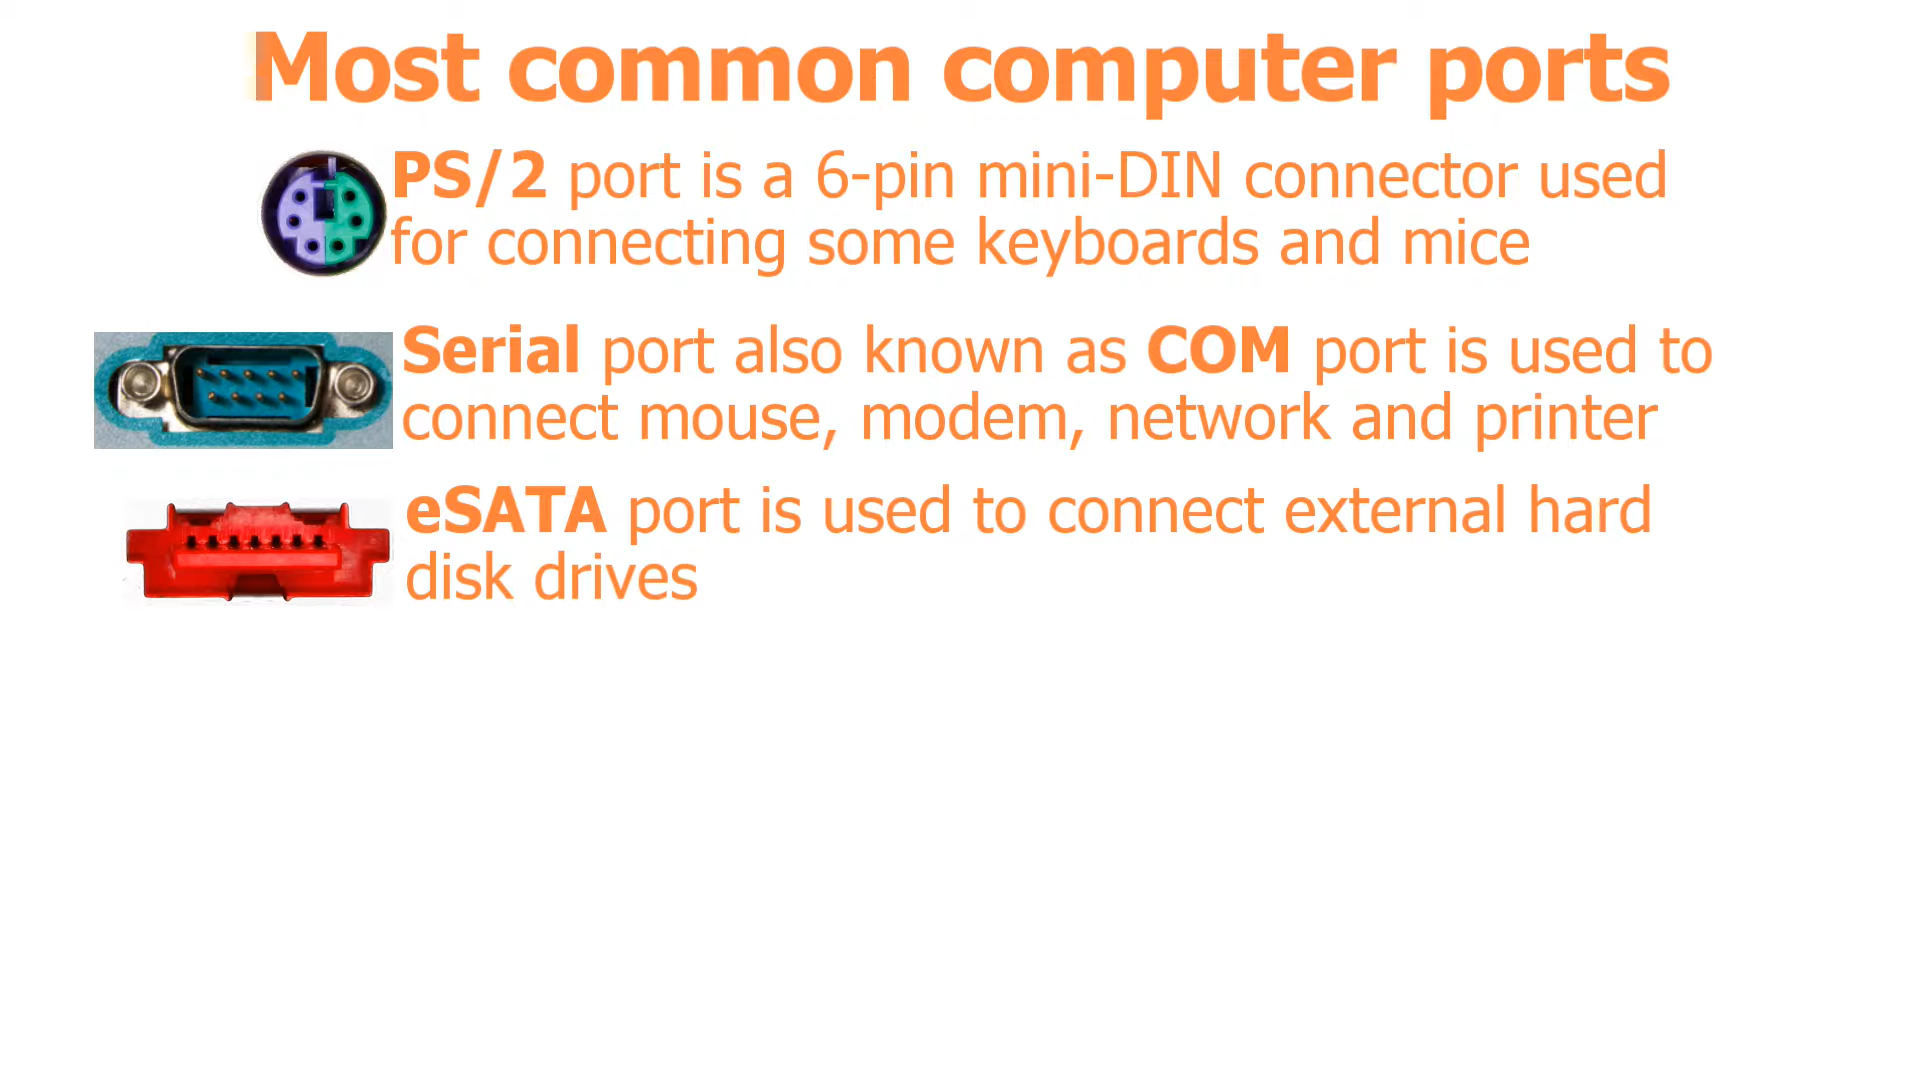 Most common computer ports
PS/2 port is a 6-pin mini-DIN connector used
for connecting some keyboards and mice
Serial port also known as COM port is used to
connect mouse, modem, network and printer
eSATA port is used to connect external hard
disk drives